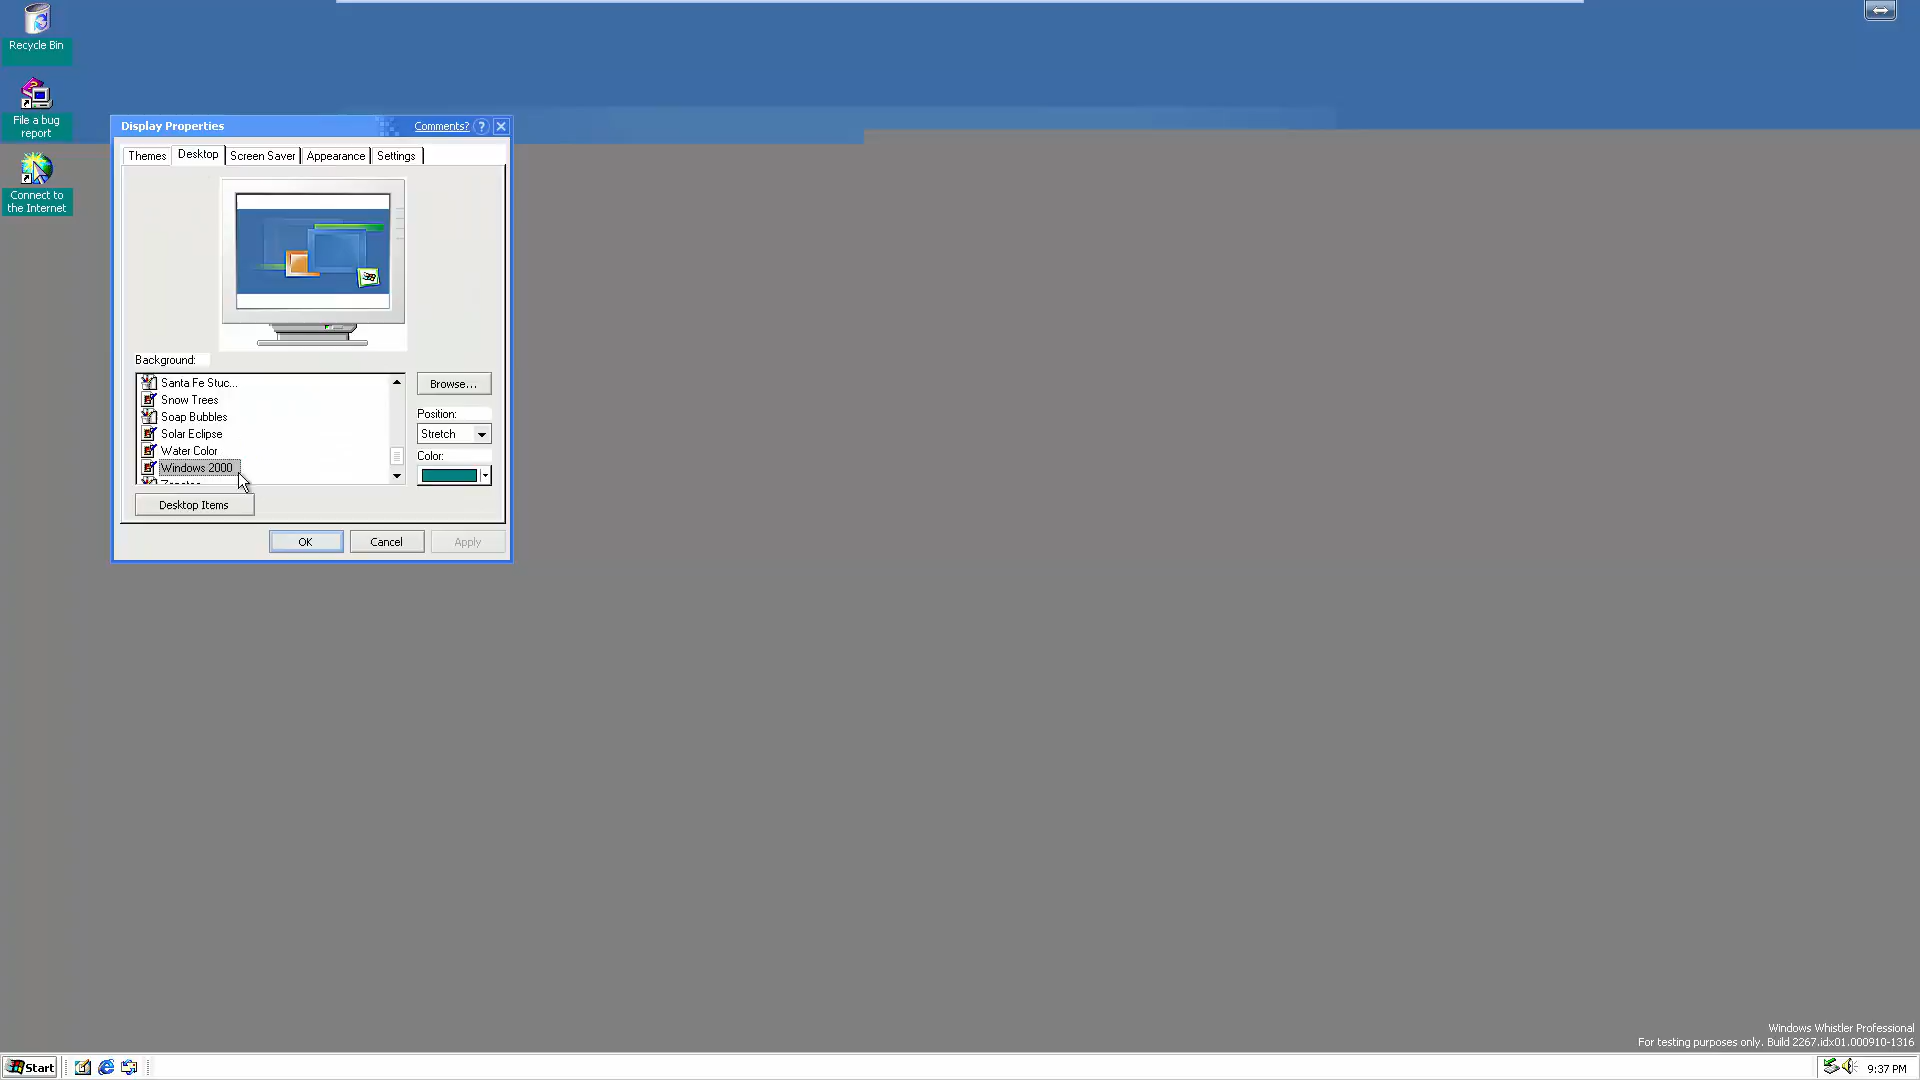 Recycle Bin
File a bug
report
Connect to
the Internet
Display Properties
Comments?
Themes
Desktop
Screen Saver
Appearance
Settings
Background:
Santa Fe Stuc...
Snow Trees
Soap Bubbles
Solar Eclipse
Water Color
Windows 2000
Browse...
Position:
Stretch
Color:
Desktop Items
OK
Cancel
Apply
Windows Whistler Professional
For testing purposes only. Build 2267.idx01.000910-1316
Start
9:37 PM